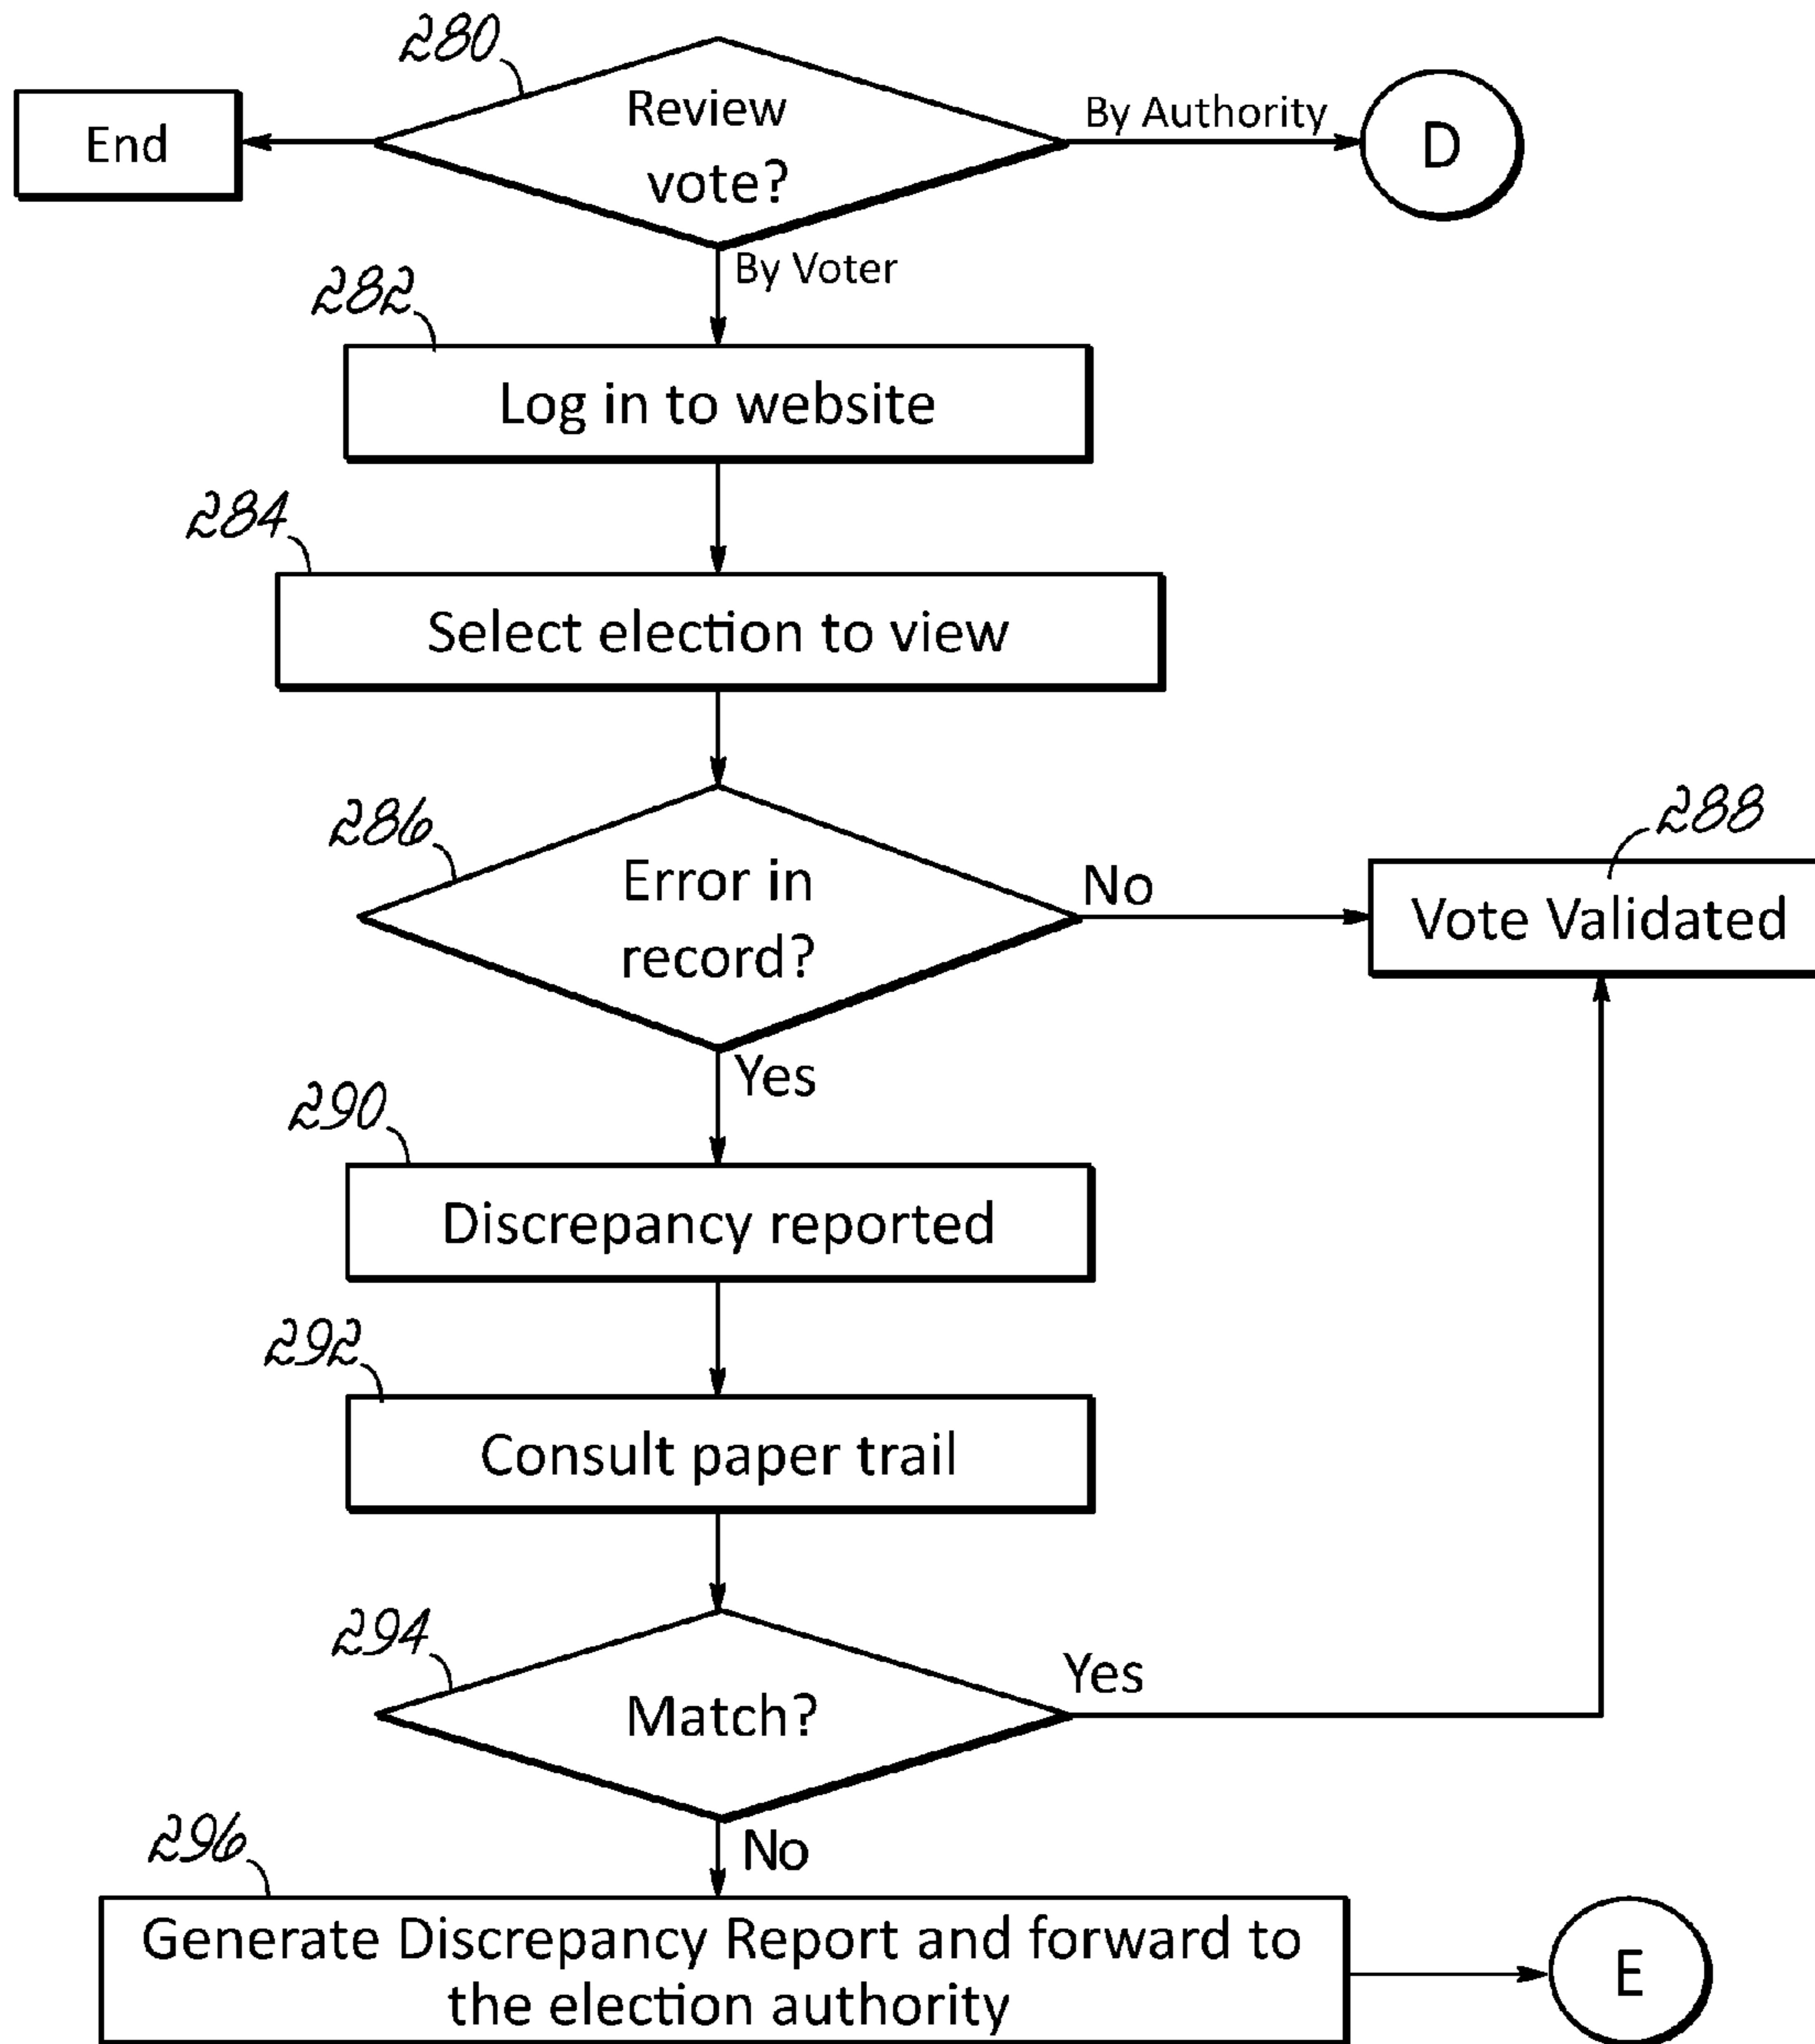 280
End
Review
vote?
By Authority
D
By Voter
282
Log in to website
284
Select election to view
286
Error in
record?
No
288
Vote Validated
Yes
290
Discrepancy reported
292
Consult paper trail
294
Match?
Yes
No
296
Generate Discrepancy Report and forward to
the election authority
E